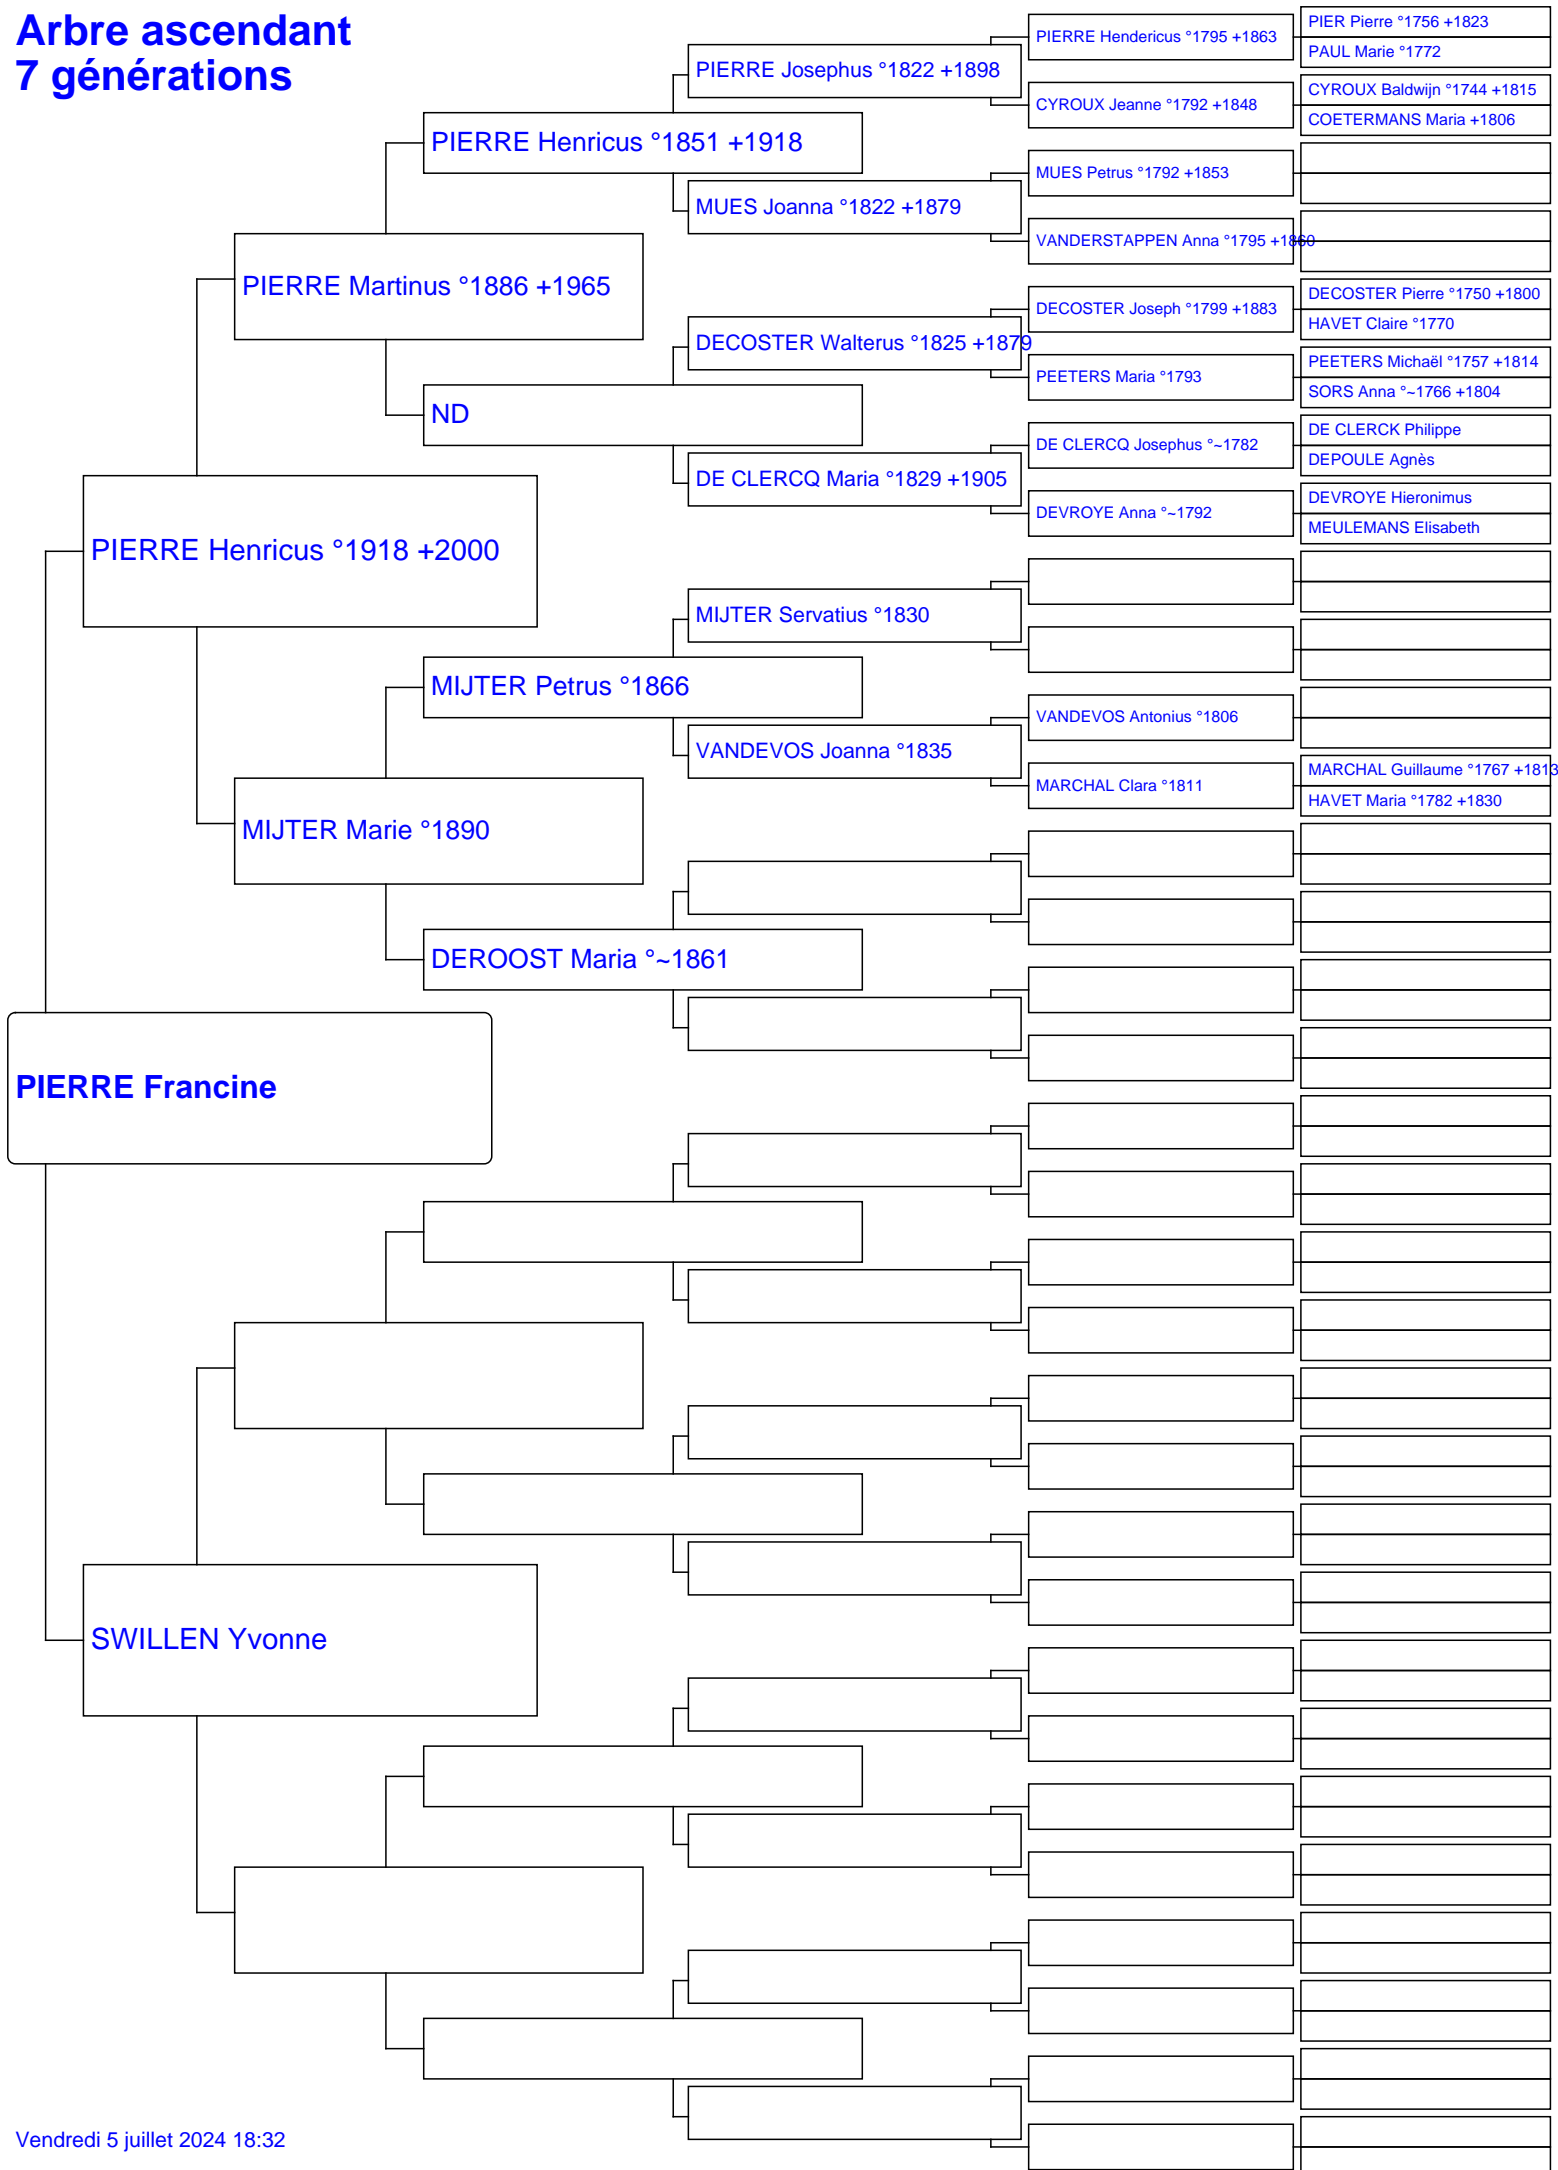 Arbre ascendant
7 générations
PIER Pierre °1756 +1823
PIERRE Hendericus °1795 +1863
PAUL Marie °1772
PIERRE Josephus °1822 +1898
CYROUX Baldwijn °1744 +1815
CYROUX Jeanne °1792 +1848
COETERMANS Maria +1806
PIERRE Henricus °1851 +1918
MUES Petrus °1792 +1853
MUES Joanna °1822 +1879
VANDERSTAPPEN Anna °1795 +1860
PIERRE Martinus °1886 +1965
DECOSTER Pierre °1750 +1800
DECOSTER Joseph °1799 +1883
HAVET Claire °1770
DECOSTER Walterus °1825 +1879
PEETERS Michaël °1757 +1814
PEETERS Maria °1793
SORS Anna °~1766 +1804
ND
DE CLERCK Philippe
DE CLERCQ Josephus °~1782
DEPOULE Agnès
DE CLERCQ Maria °1829 +1905
DEVROYE Hieronimus
DEVROYE Anna °~1792
MEULEMANS Elisabeth
PIERRE Henricus °1918 +2000
MIJTER Servatius °1830
MIJTER Petrus °1866
VANDEVOS Antonius °1806
VANDEVOS Joanna °1835
MARCHAL Guillaume °1767 +1813
MARCHAL Clara °1811
HAVET Maria °1782 +1830
MIJTER Marie °1890
DEROOST Maria °~1861
PIERRE Francine
SWILLEN Yvonne
Vendredi 5 juillet 2024 18:32